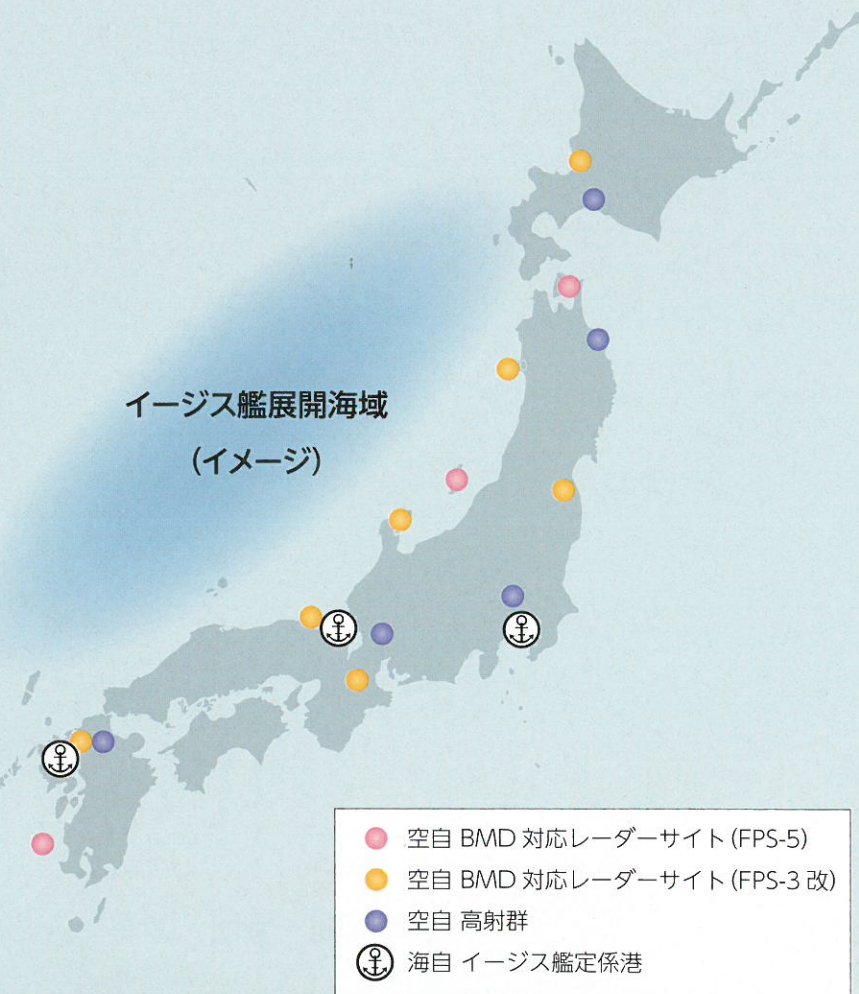 イージス艦展開海域
(イメージ)
空自 BMD 対応レーダーサイト(FPS-5)
空自 BMD 対応レーダーサイト(FPS-3 改)
空自 高射群
海自 イージス艦定係港